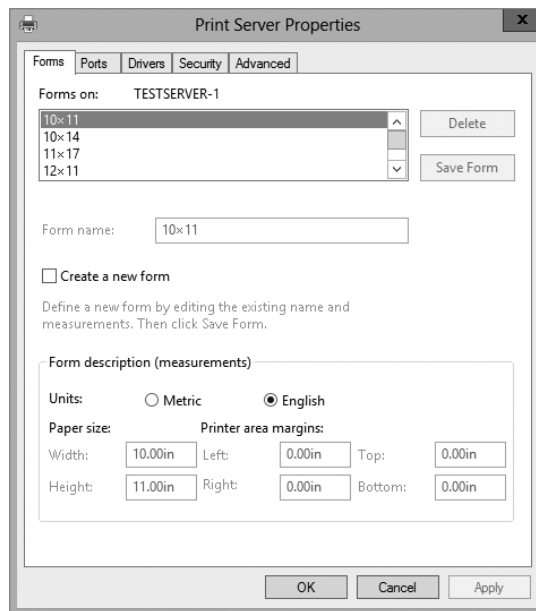 Print Server Properties
x
Forms Ports Drivers Security Advanced
Forms on: TESTSERVER-1
10×11
10×14
11×17
12×11
Delete
Save Form
Form name: 10×11
Create a new form
Define a new form by editing the existing name and
measurements. Then click Save Form.
Form description (measurements)
Units: Metric English
Paper size: Printer area margins:
Width: 10.00in Left: 0.00in Top: 0.00in
Height: 11.00in Right: 0.00in Bottom: 0.00in
OK Cancel Apply